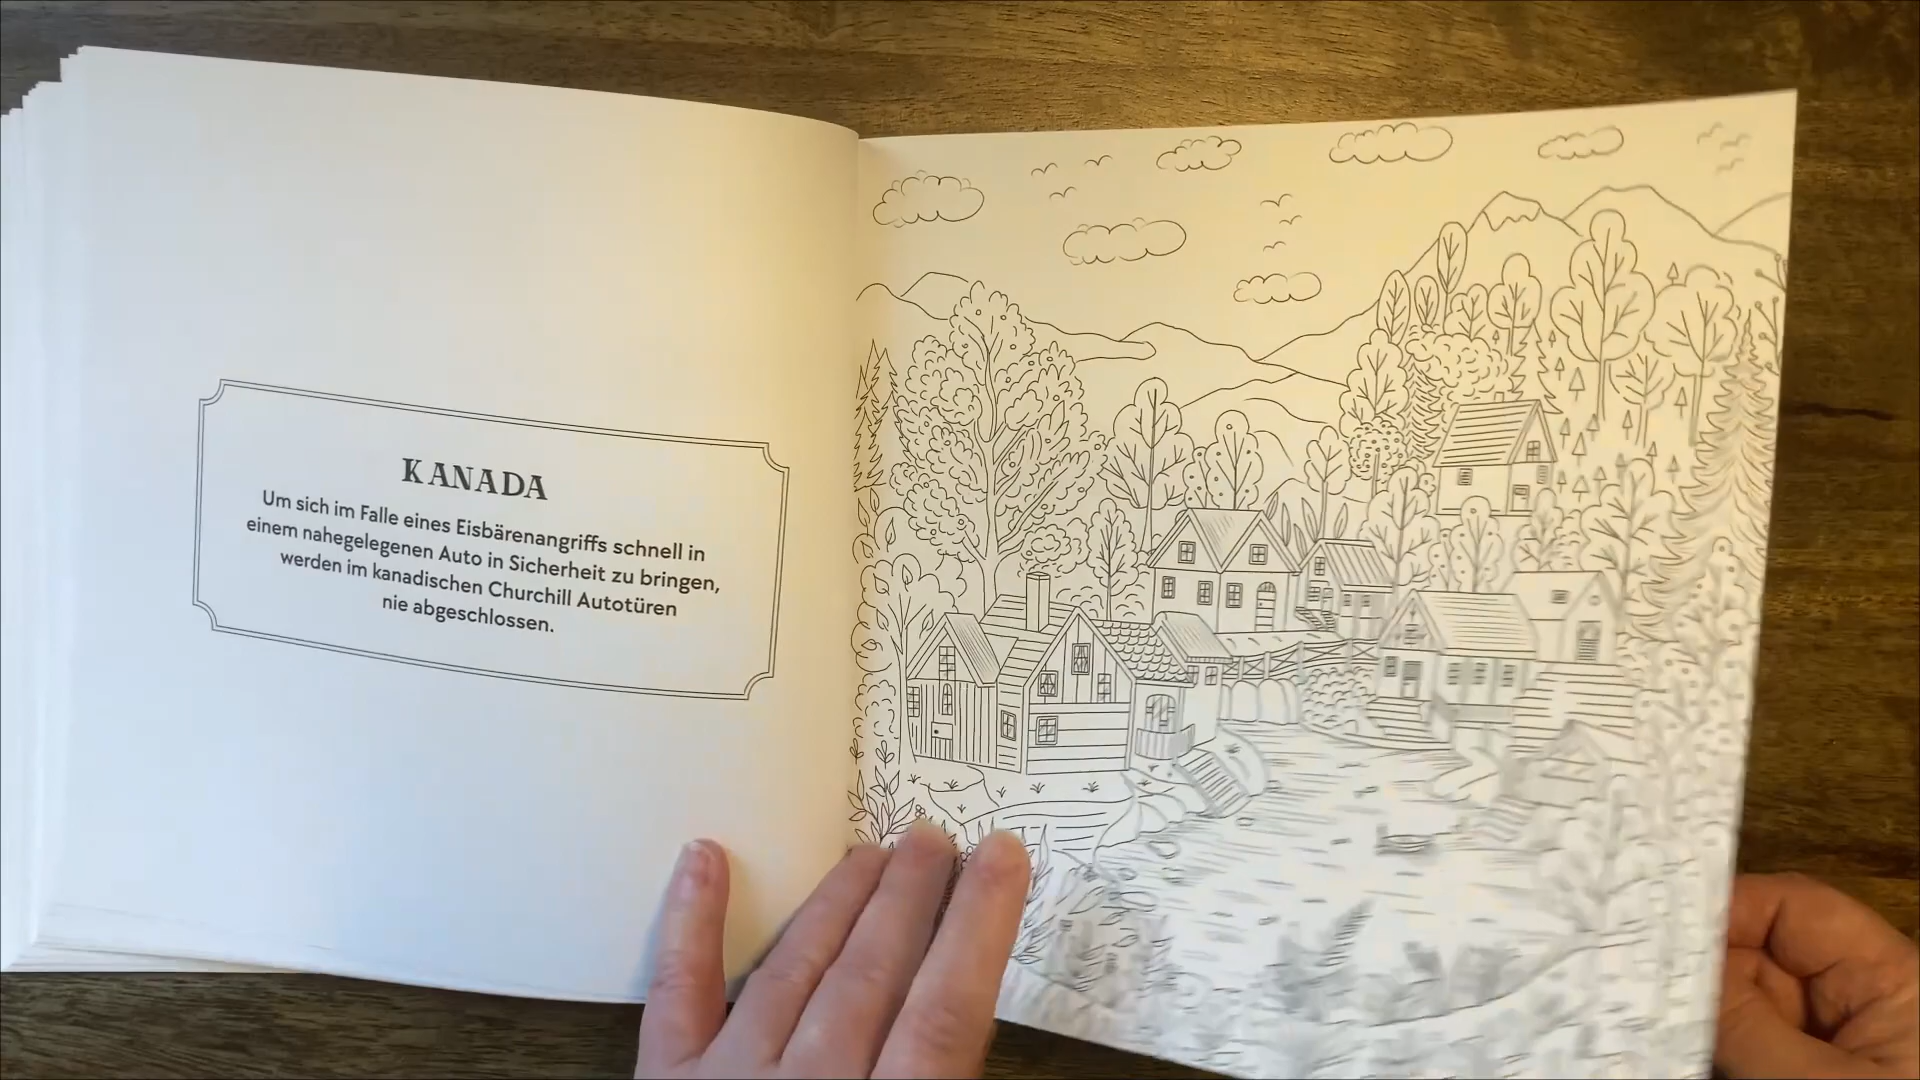 KANADA
Um sich im Falle eines Eisbärenangriffs schnell in
einem nahegelegenen Auto in Sicherheit zu bringen,
werden im kanadischen Churchill Autotüren
nie abgeschlossen.